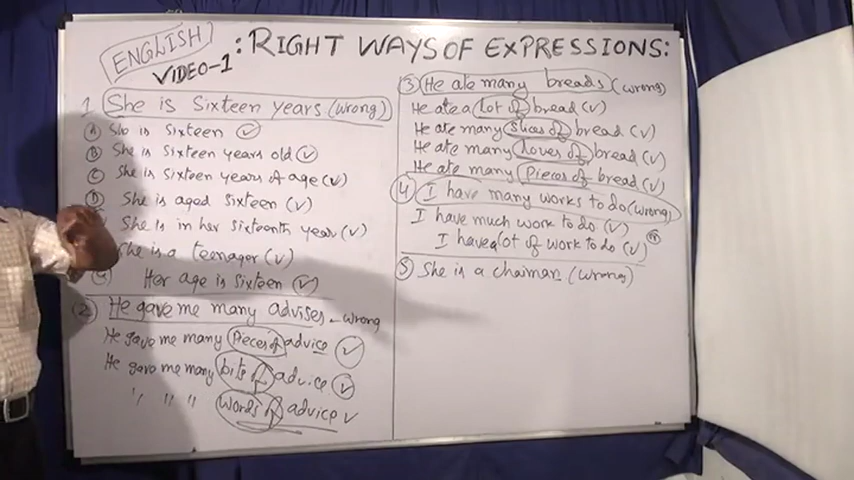 ENGLISH
VIDEO-1
: RIGHT WAYS OF EXPRESSIONS:
1 She is Sixteen years (wrong)
A She is Sixteen (v)
B She is Sixteen years old (v)
C She is Sixteen years of age (v)
D She is aged Sixteen (v)
She is in her Sixteenth year (v)
She is a teenager (v)
G Her age is Sixteen (v)
(2) He gave me many advises - wrong
He gave me many Pieces of advice (v)
He gave me many bits of advice (v)
" " " words of advice v
(3) He ate many breads (wrong)
He ate a lot of bread (v)
He ate many slices of bread (v)
He ate many loves of bread (v)
He ate many pieces of bread (v)
(4) I have many works to do (wrong)
I have much work to do (v)
I have a lot of work to do (v)
(5) She is a chaiman (wrong)